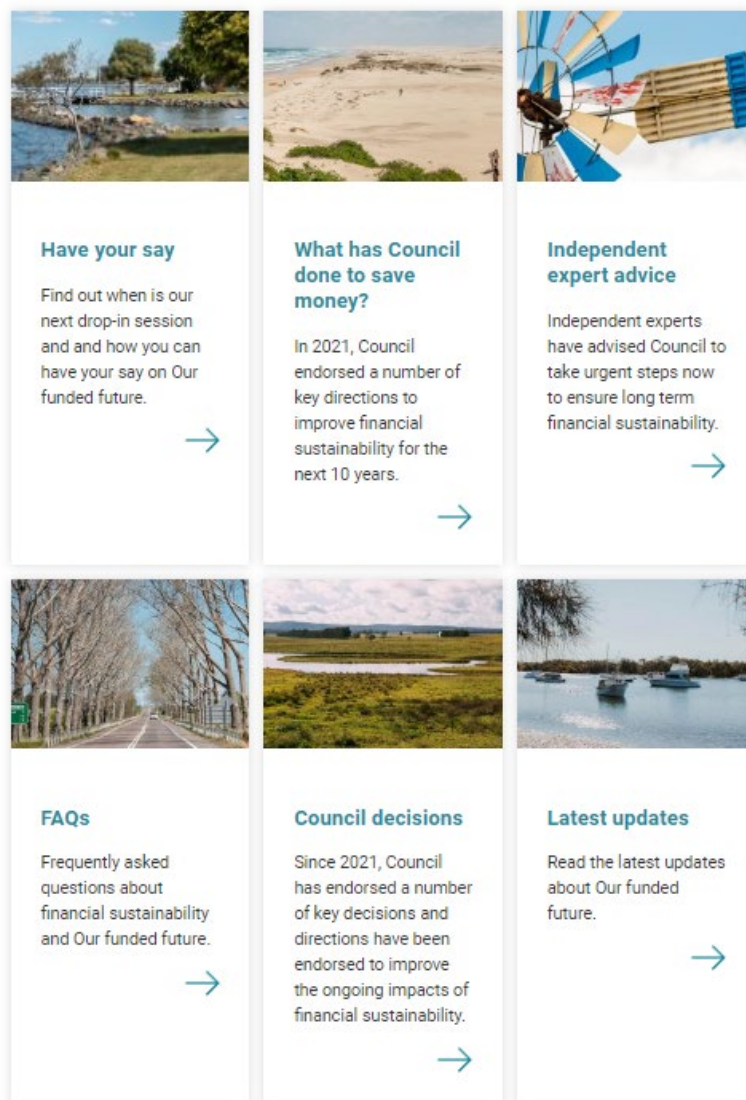 Have your say
Find out when is our
next drop-in session
and and how you can
have your say on Our
funded future.
What has Council
done to save
money?
In 2021, Council
endorsed a number of
key directions to
improve financial
sustainability for the
next 10 years.
Independent
expert advice
Independent experts
have advised Council to
take urgent steps now
to ensure long term
financial sustainability.
FAQs
Frequently asked
questions about
financial sustainability
and Our funded future.
Council decisions
Since 2021, Council
has endorsed a number
of key decisions and
directions have been
endorsed to improve
the ongoing impacts of
financial sustainability.
Latest updates
Read the latest updates
about Our funded
future.